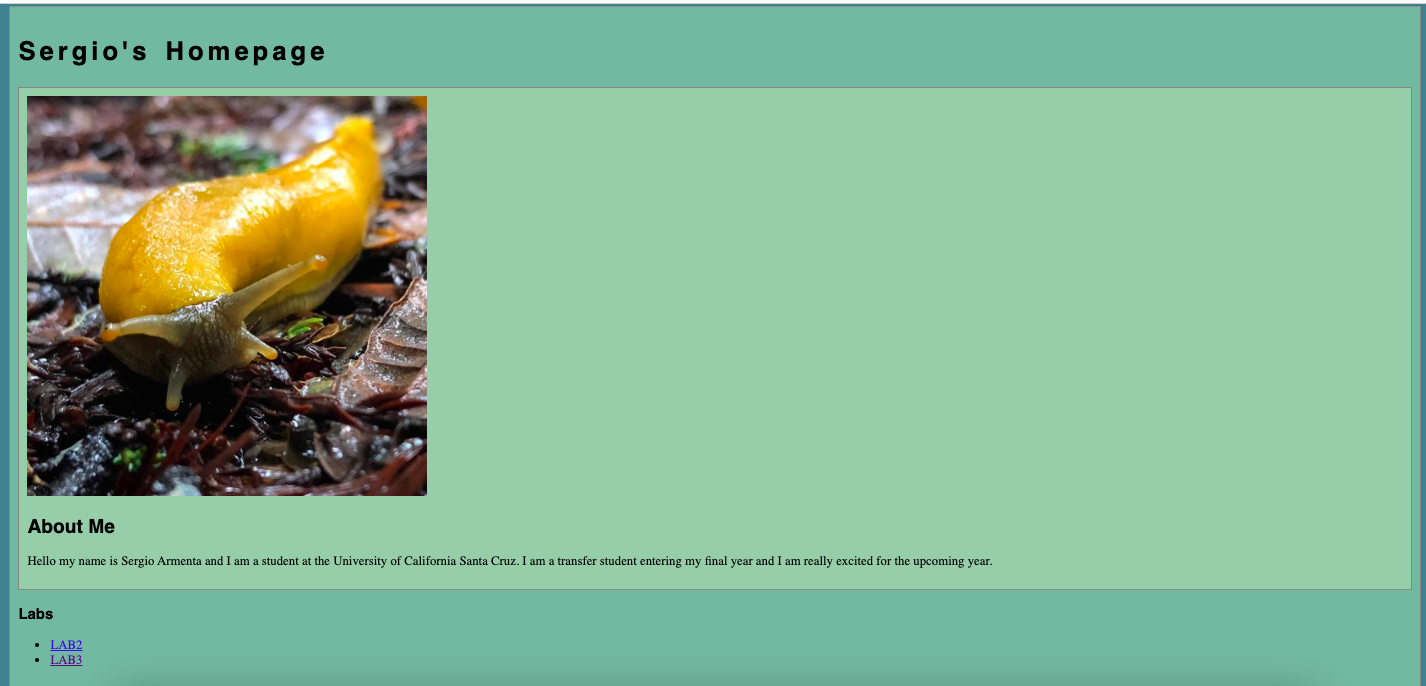 Sergio's Homepage
About Me
Hello my name is Sergio Armenta and I am a student at the University of California Santa Cruz. I am a transfer student entering my final year and I am really excited for the upcoming year.
Labs
LAB2
LAB3